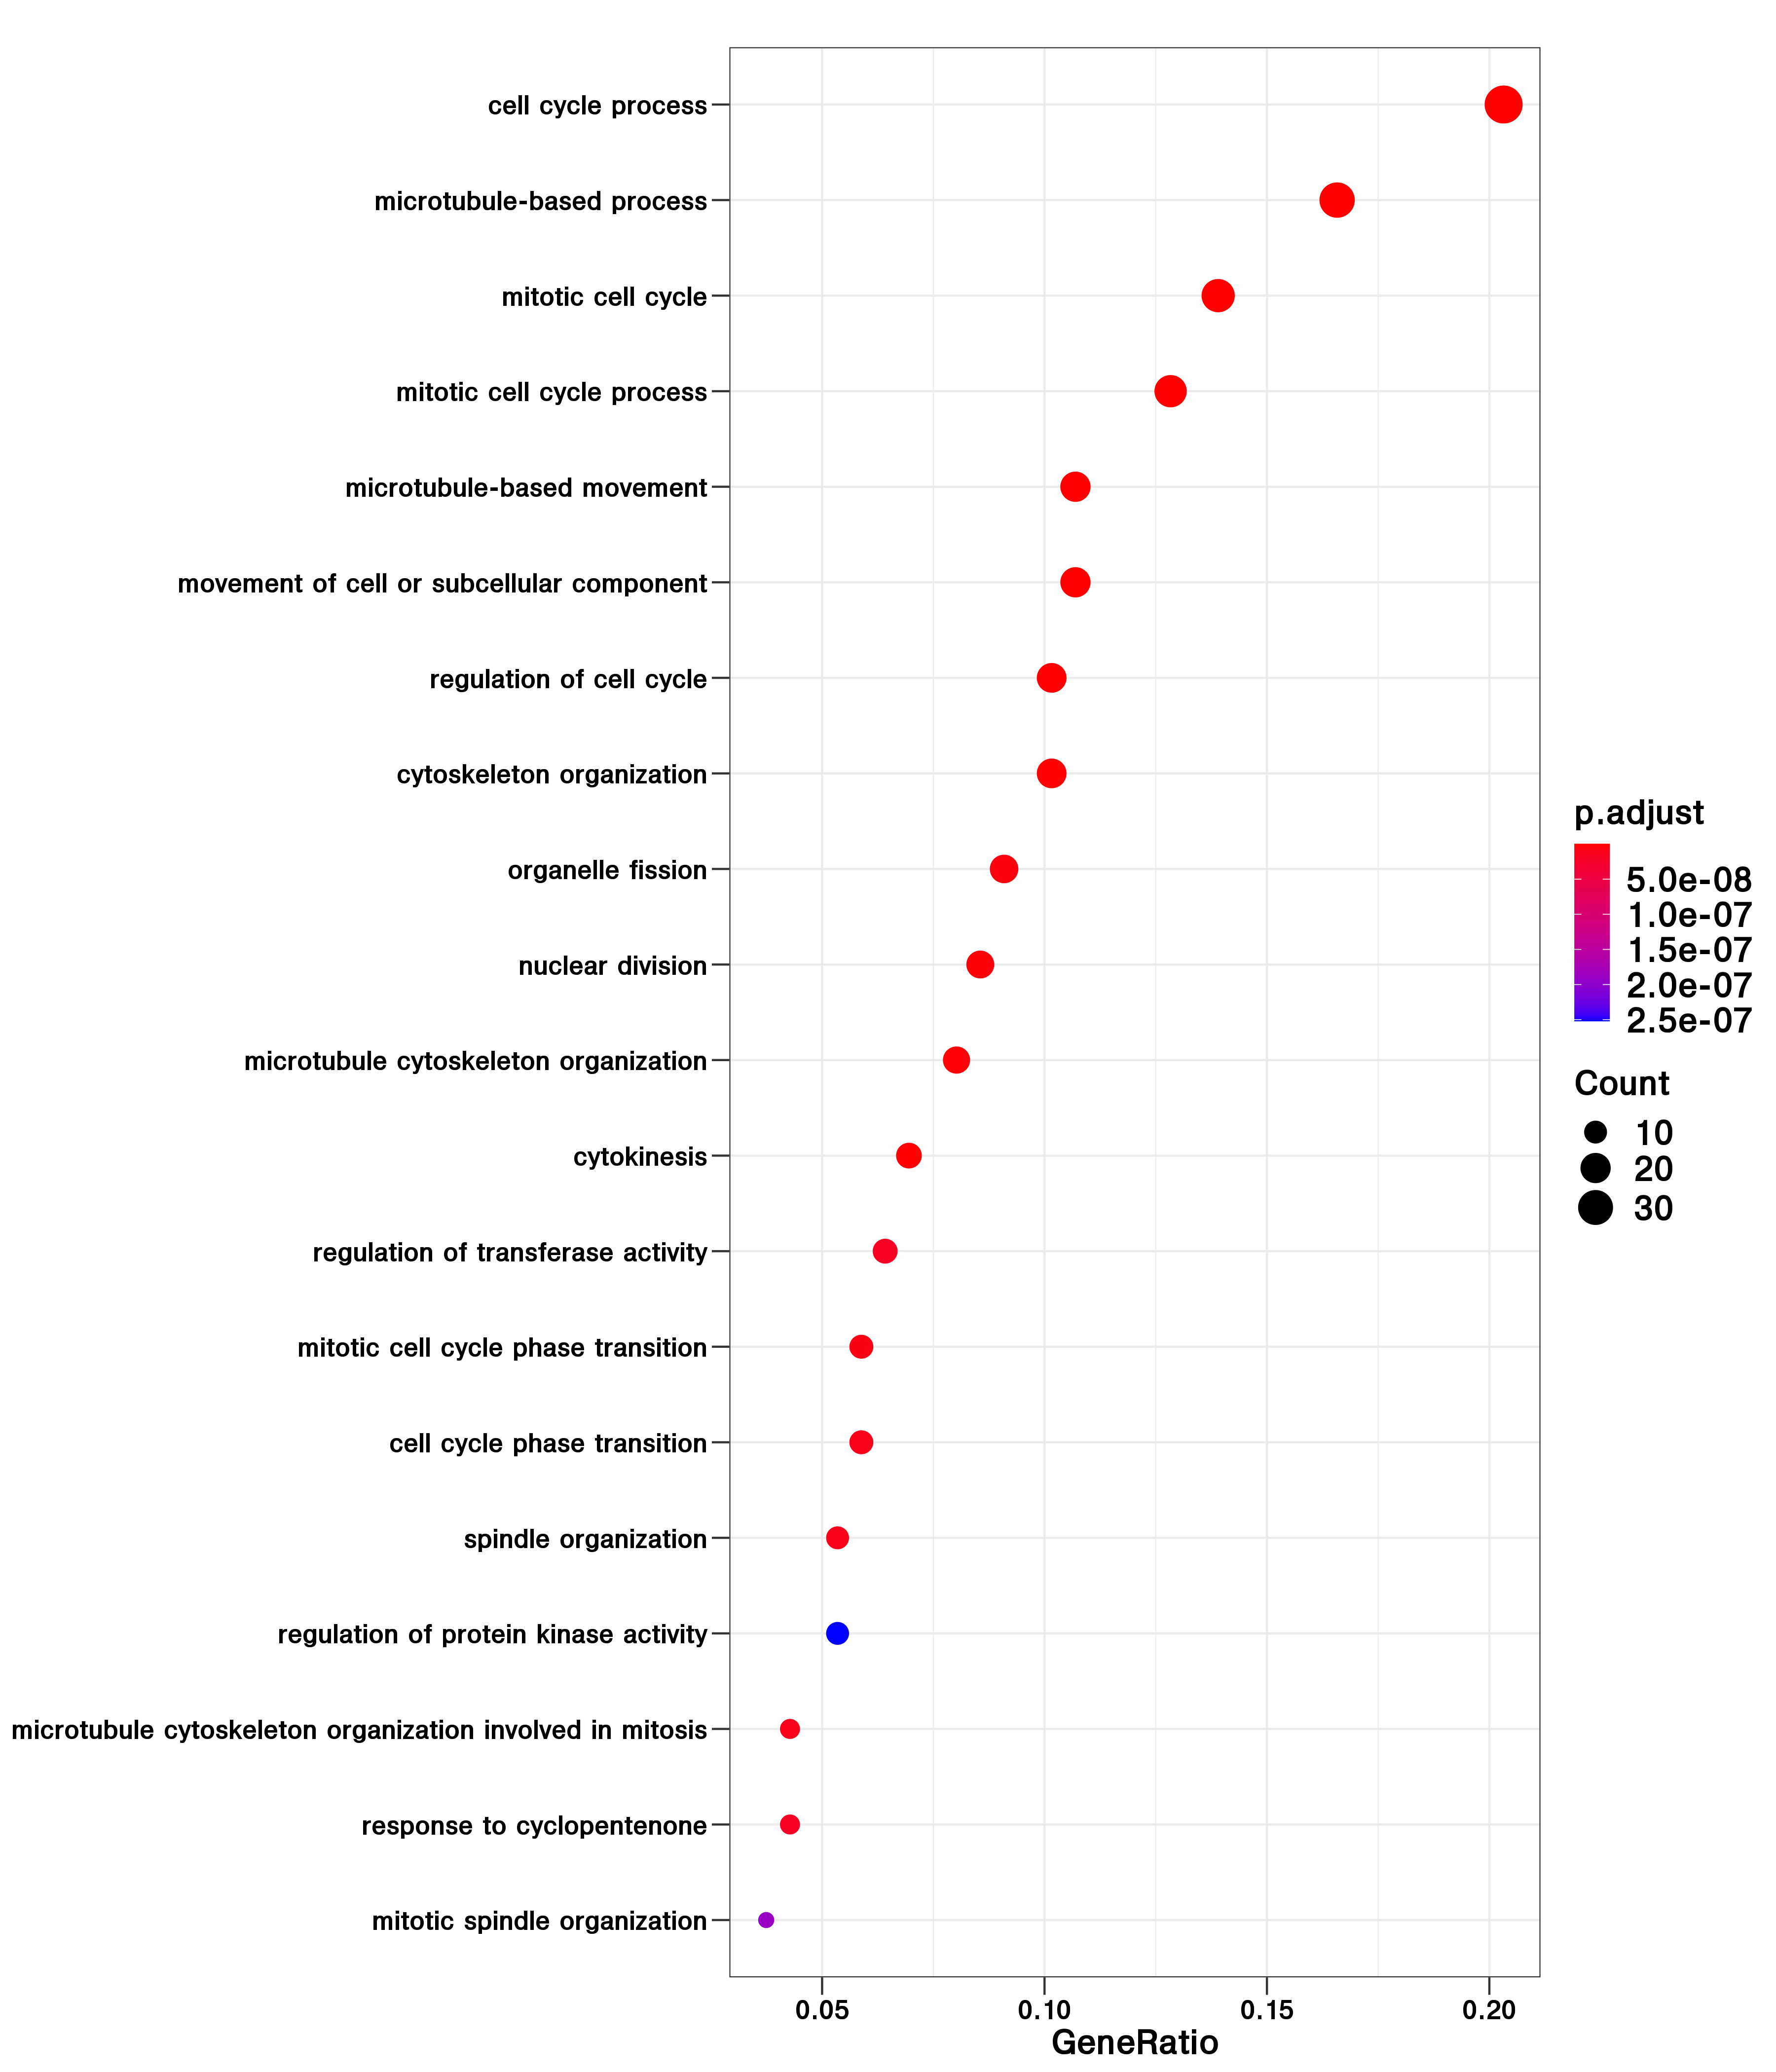 cell cycle process
microtubule-based process
mitotic cell cycle
mitotic cell cycle process
microtubule-based movement
movement of cell or subcellular component
regulation of cell cycle
cytoskeleton organization
organelle fission
nuclear division
microtubule cytoskeleton organization
cytokinesis
regulation of transferase activity
mitotic cell cycle phase transition
cell cycle phase transition
spindle organization
regulation of protein kinase activity
microtubule cytoskeleton organization involved in mitosis
response to cyclopentenone
mitotic spindle organization
0.05 0.10 0.15 0.20
GeneRatio
p.adjust
5.0e-08
1.0e-07
1.5e-07
2.0e-07
2.5e-07
Count
10
20
30